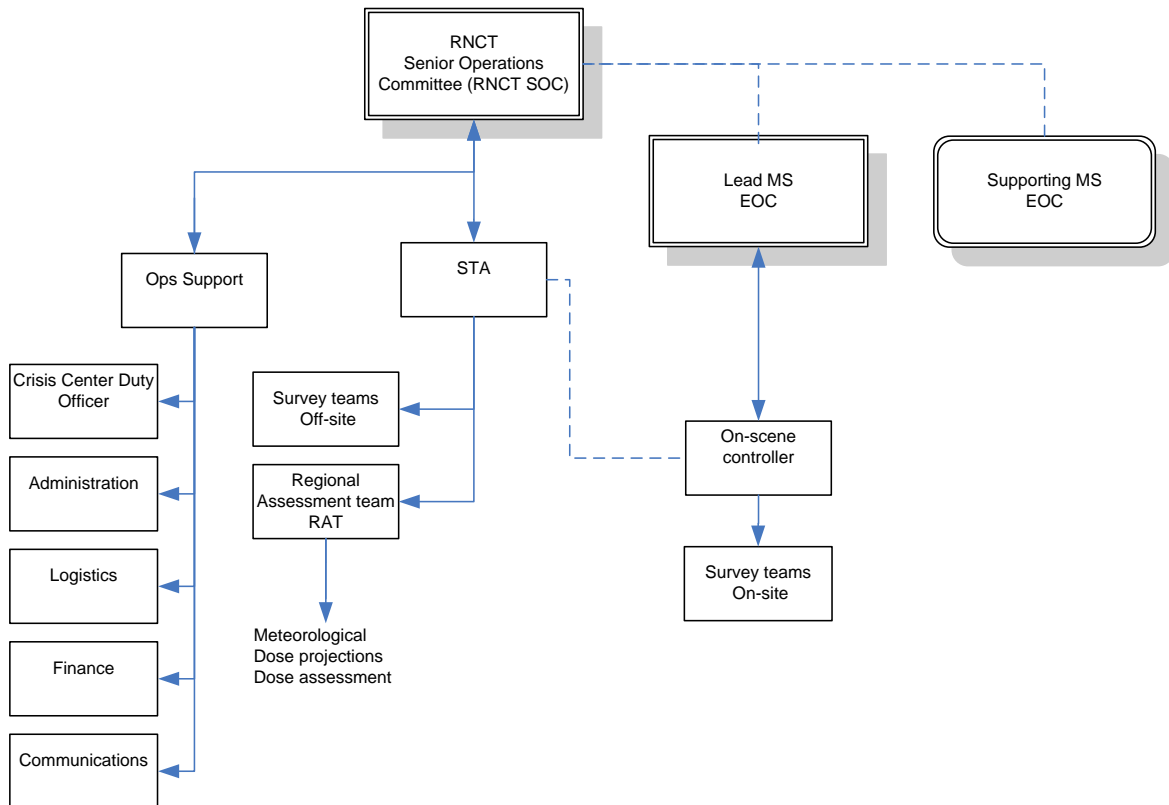 RNCT
Senior Operations
Committee (RNCT SOC)
Lead MS
EOC
Supporting MS
EOC
Ops Support
STA
Crisis Center Duty
Officer
Administration
Logistics
Finance
Communications
Survey teams
Off-site
Regional
Assessment team
RAT
Meteorological
Dose projections
Dose assessment
On-scene
controller
Survey teams
On-site